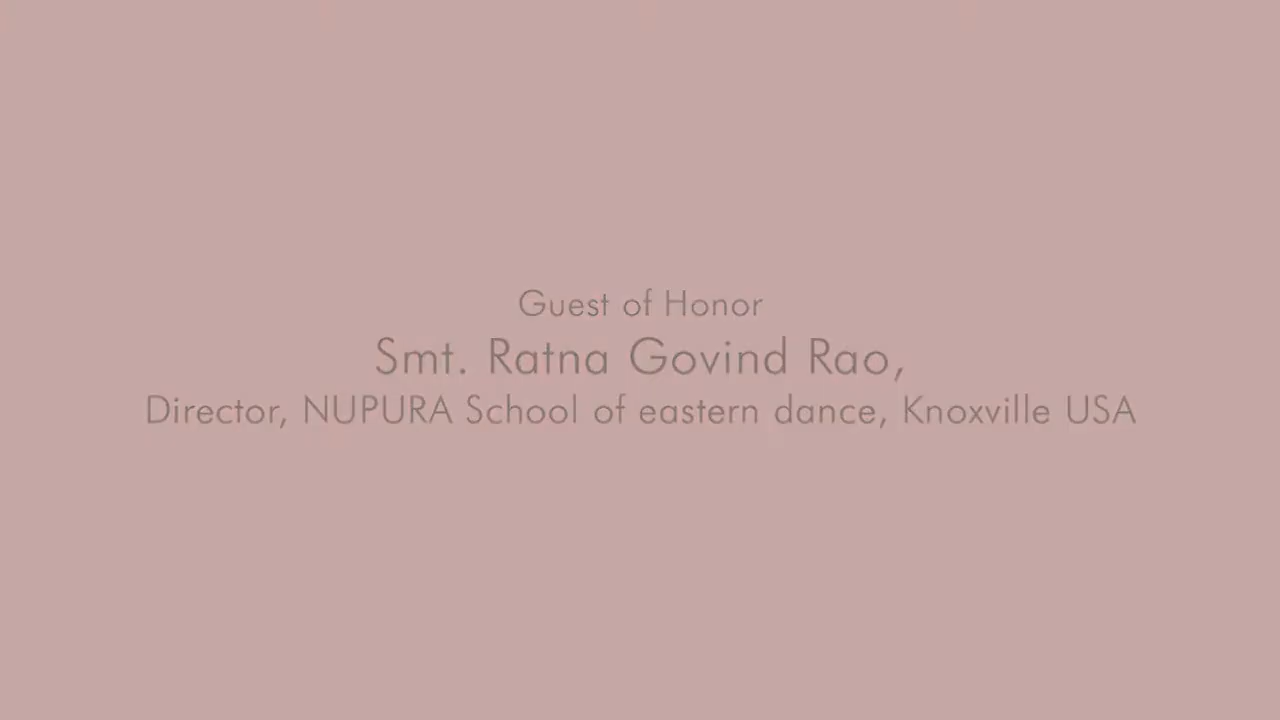 Guest of Honor
Smt. Ratna Govind Rao,
Director, NUPURA School of eastern dance, Knoxville USA